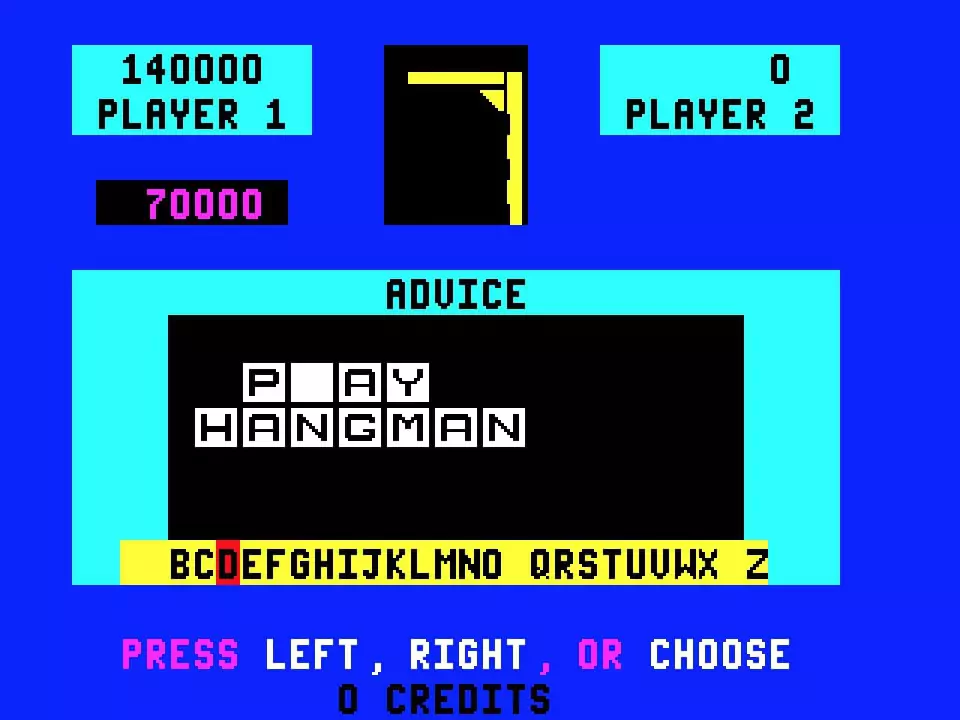 140000
PLAYER 1
0
PLAYER 2
70000
ADVICE
P AY
HANGMAN
BCDEFGHIJKLMNO QRSTUVWX Z
PRESS LEFT, RIGHT, OR CHOOSE
0 CREDITS